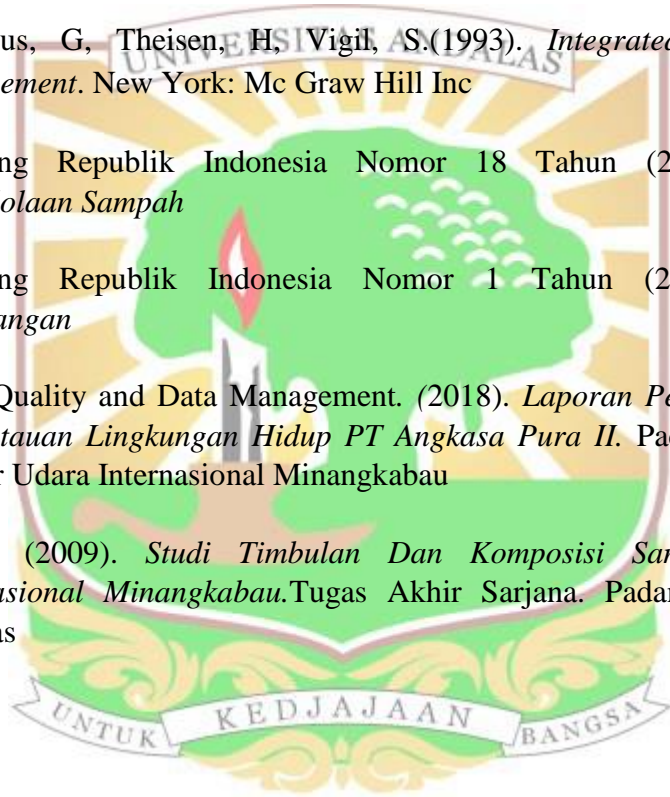 us, G, Theisen, H, Vigil, S.(1993). Integrated
UNIVERSITAS ANDALAS
ement. New York: Mc Graw Hill Inc
ng Republik Indonesia Nomor 18 Tahun (2
olaan Sampah
ng Republik Indonesia Nomor 1 Tahun (2
angan
Quality and Data Management. (2018). Laporan Pe
tauan Lingkungan Hidup PT Angkasa Pura II. Pa
r Udara Internasional Minangkabau
(2009). Studi Timbulan Dan Komposisi Sar
asional Minangkabau.Tugas Akhir Sarjana. Padar
as
UNTUK KEDJAJAAN BANGSA